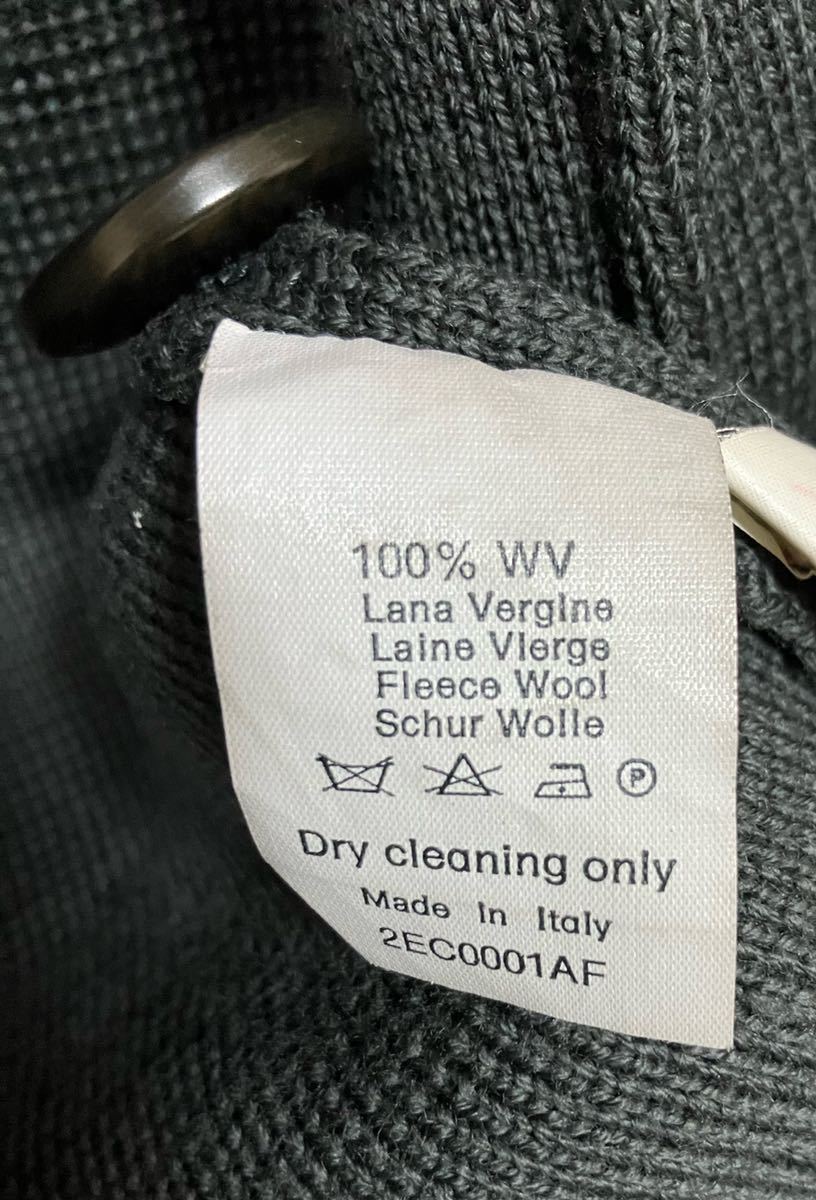 100% WV
Lana Vergine
Laine Vierge
Fleece Wool
Schur Wolle
P
Dry cleaning only
Made In Italy
2EC0001AF